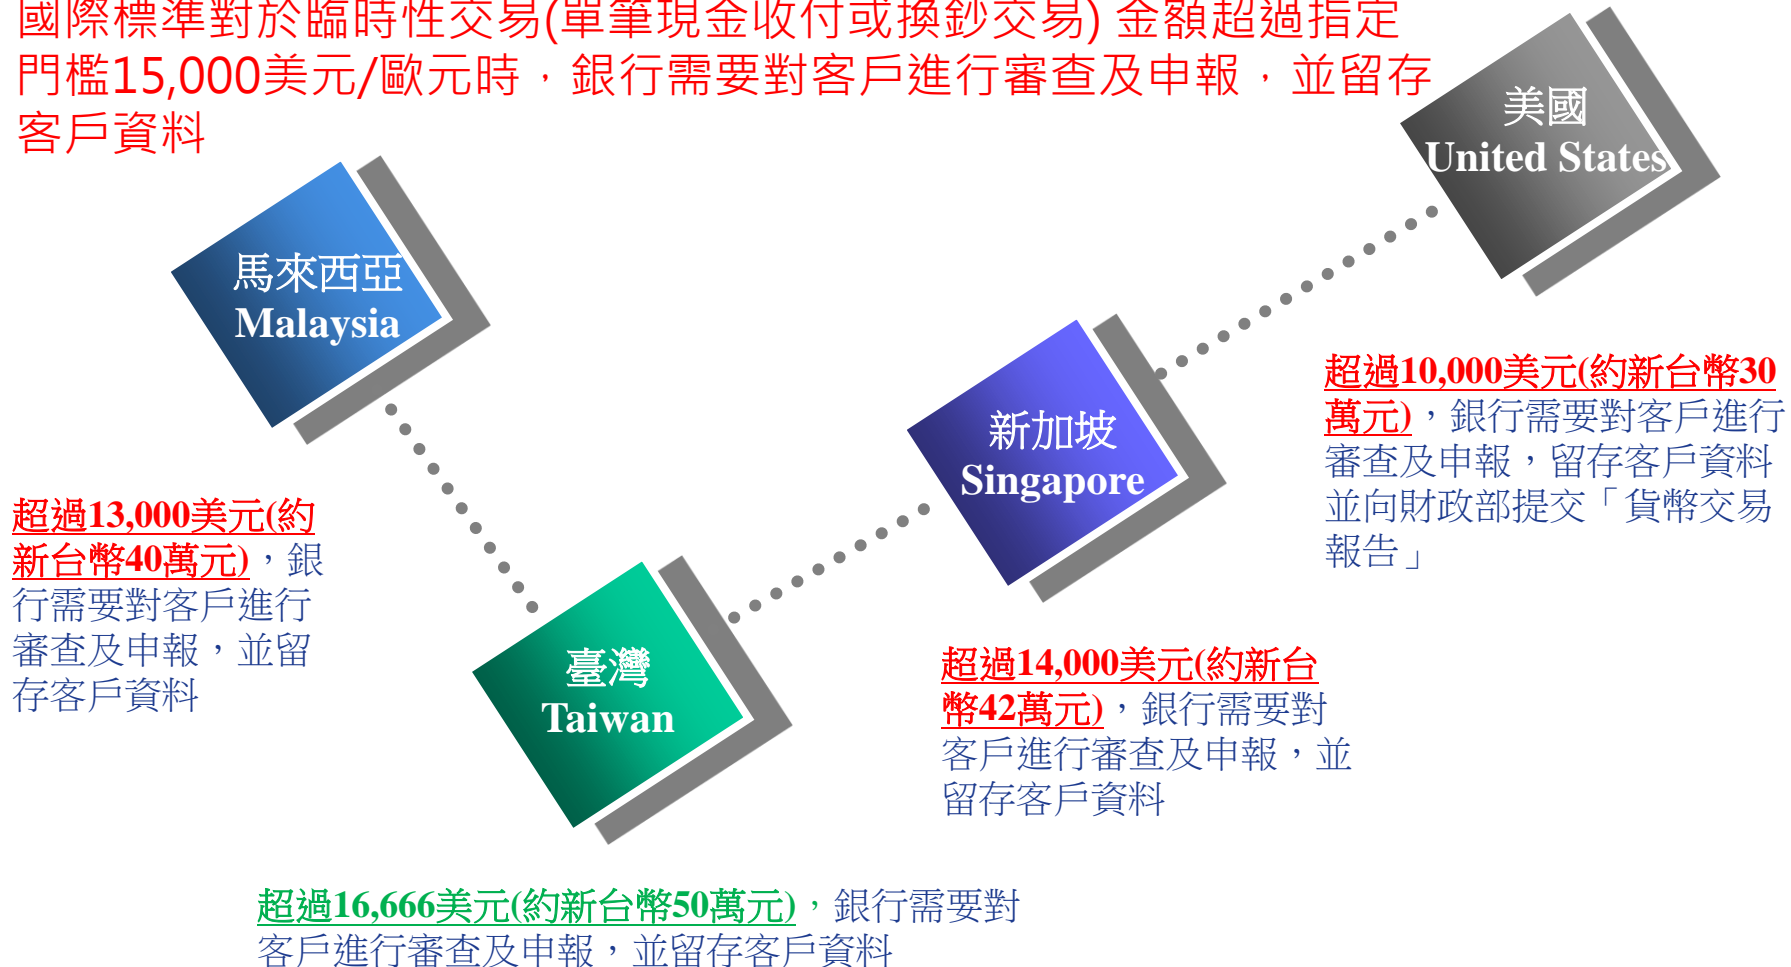 國際標準對於臨時性交易(單筆現金收付或換鈔交易) 金額超過指定
門檻15,000美元/歐元時，銀行需要對客戶進行審查及申報，並留存
客戶資料
美國
United States
馬來西亞
Malaysia
新加坡
Singapore
臺灣
Taiwan
超過10,000美元(約新台幣30
萬元)，銀行需要對客戶進行
審查及申報，留存客戶資料
並向財政部提交「貨幣交易
報告」
超過13,000美元(約
新台幣40萬元)，銀
行需要對客戶進行
審查及申報，並留
存客戶資料
超過14,000美元(約新台
幣42萬元)，銀行需要對
客戶進行審查及申報，並
留存客戶資料
超過16,666美元(約新台幣50萬元)，銀行需要對
客戶進行審查及申報，並留存客戶資料